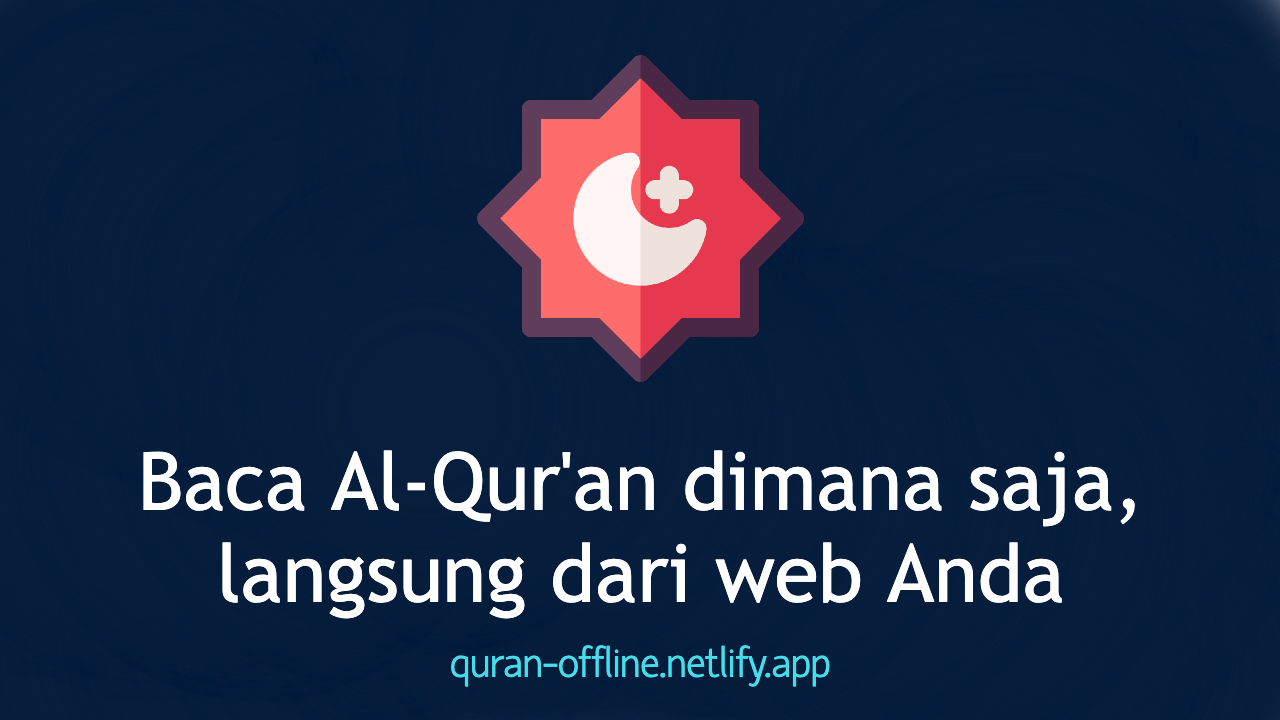 Baca Al-Qur'an dimana saja,
langsung dari web Anda
quran-offline.netlify.app